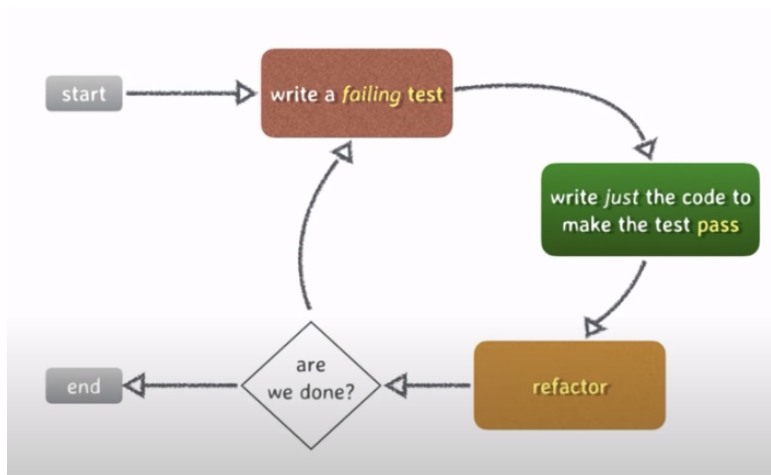 start
write a failing test
write just the code to
make the test pass
refactor
are
we done?
end